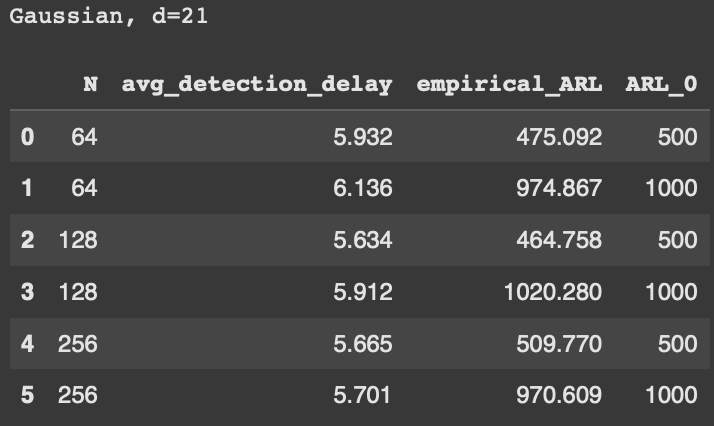 Gaussian, d=21
N avg_detection_delay empirical_ARL ARL_0
0 64 5.932 475.092 500
1 64 6.136 974.867 1000
2 128 5.634 464.758 500
3 128 5.912 1020.280 1000
4 256 5.665 509.770 500
5 256 5.701 970.609 1000